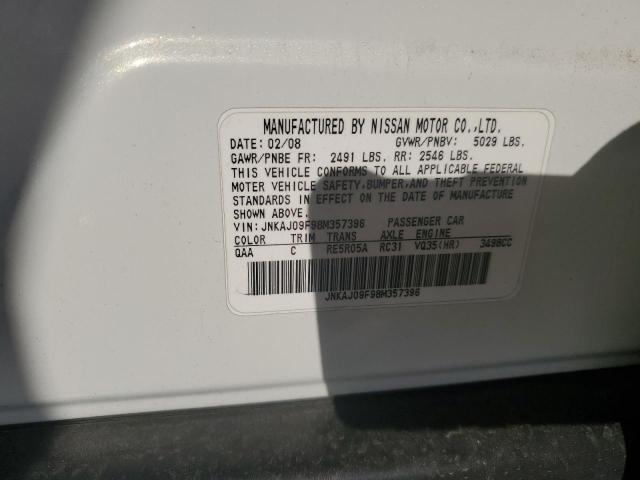 MANUFACTURED BY NISSAN MOTOR CO.,LTD.
DATE: 02/08 GVWR/PNBV: 5029 LBS.
GAWR/PNBE FR: 2491 LBS. RR: 2546 LBS.
THIS VEHICLE CONFORMS TO ALL APPLICABLE FEDERAL
MOTOR VEHICLE SAFETY,BUMPER,AND THEFT PREVENTION
STANDARDS IN EFFECT ON THE DATE OF MANUFACTURE
SHOWN ABOVE.
VIN:JNKAJ09F98M357396 PASSENGER CAR
COLOR TRIM TRANS AXLE ENGINE
QAA C RE5R05A RC31 VQ35(HR) 3498CC
JNKAJ09F98M357396